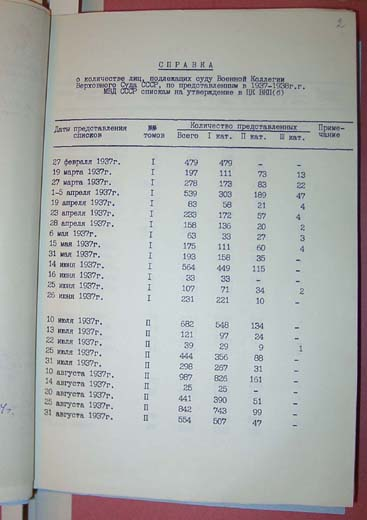 2
СПРАВКА
о количестве лиц, подлежащих суду Военной Коллегии
Верховного Суда СССР, по представленным в 1937-1938г.г.
МВД СССР спискам на утверждение в ЦК ВКП(б)
Даты представления списков №№ томов Количество представленных Приме-чание
Всего I кат. II кат. II кат.
27 февраля 1937г. I 479 479 - -
19 марта 1937г. I 197 111 73 13
27 марта 1937г. I 278 173 83 22
1-5 апреля 1937г. I 539 303 189 47
19 апреля 1937г. I 83 58 21 4
23 апреля 1937г. I 233 172 57 4
28 апреля 1937г. I 158 136 20 2
6 мая 1937г. I 63 33 27 3
15 мая 1937г. I 175 111 60 4
31 мая 1937г. I 193 158 35 -
14 июня 1937г. I 564 449 115 -
16 июня 1937г. I 33 33 - -
25 июня 1937г. I 107 71 34 2
26 июня 1937г. I 231 221 10 -
10 июля 1937г. II 682 548 134 -
13 июля 1937г. II 121 97 24 -
22 июля 1937г. II 39 29 9 1
25 июля 1937г. II 444 356 88 -
31 июля 1937г. II 298 267 31 -
10 августа 1937г. II 987 826 161 -
14 августа 1937г. II 25 25 - -
20 августа 1937г. II 441 390 51 -
25 августа 1937г. II 842 743 99 -
31 августа 1937г. II 554 507 47 -